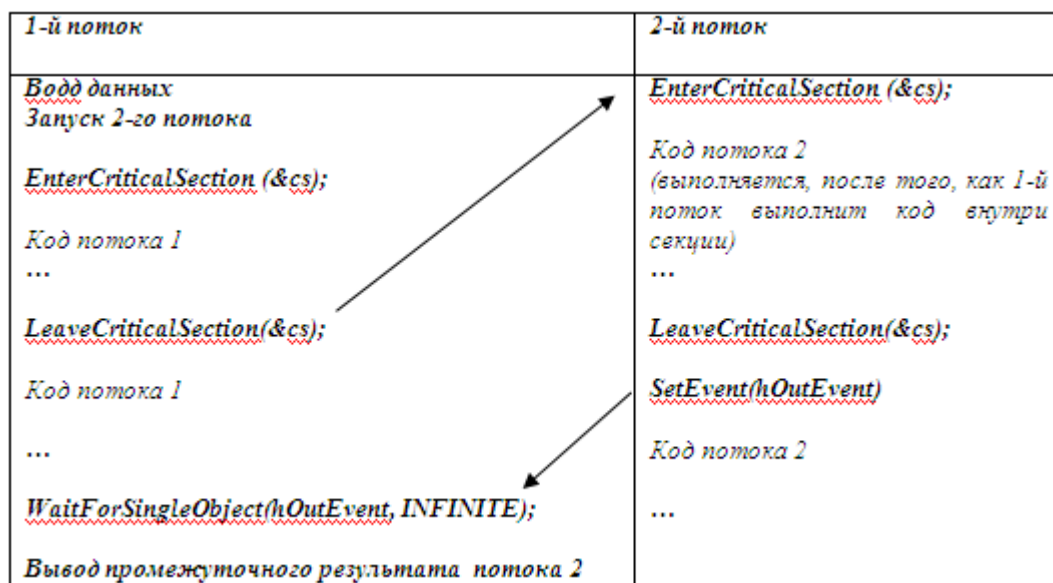 1-й поток
2-й поток
Водд данных
Запуск 2-го потока
EnterCriticalSection (&cs);
Код потока 1
...
LeaveCriticalSection(&cs);
Код потока 1
...
WaitForSingleObject(hOutEvent, INFINITE);
Вывод промежуточного результата потока 2
EnterCriticalSection (&cs);
Код потока 2
(выполняется, после того, как 1-й
поток выполнит код внутри
секции)
...
LeaveCriticalSection(&cs);
SetEvent(hOutEvent)
Код потока 2
...